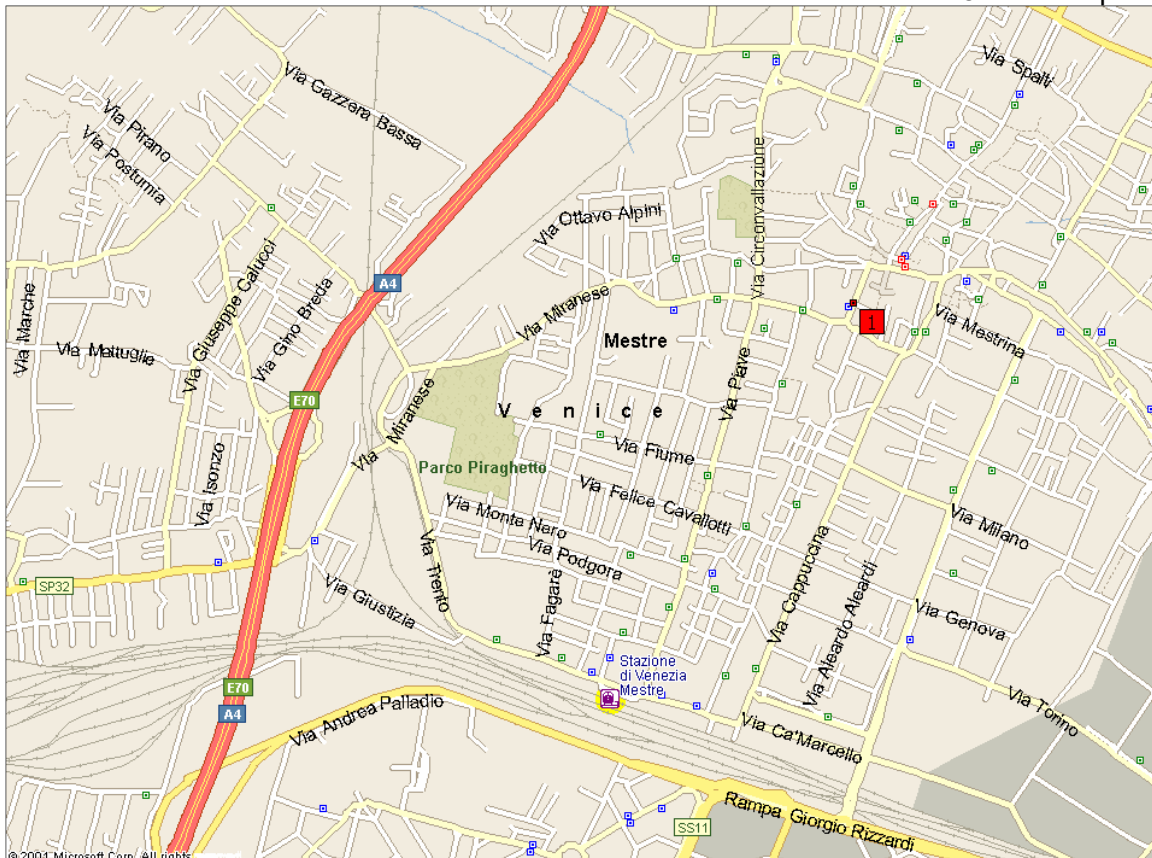 Via Spalti
Via Gazzera Bassa
Via Pirano
Via Postumia
Via Circonvallazione
Via Ottavo Alpini
Via Giuseppe Calucci
A4
Via Marche
Via Gino Breda
Via Miranese
1
Via Mestrina
Mestre
Via Mattuglie
Via Piave
E70
Via Miranese
Venice
Via Fiume
Parco Piraghetto
Via Isonzo
Via Felice Cavallotti
Via Monte Nero
Via Milano
Via Podgora
Via Trento
Via Cappuccina
SP32
Via Giustizia
Via Fagarè
Via Aleardo Aleardi
Via Genova
Stazione
di Venezia
Mestre
E70
A4
Via Andrea Palladio
Via Ca'Marcello
Via Torino
Rampa Giorgio Rizzardi
SS11
©2001 Microsoft Corp. All rights